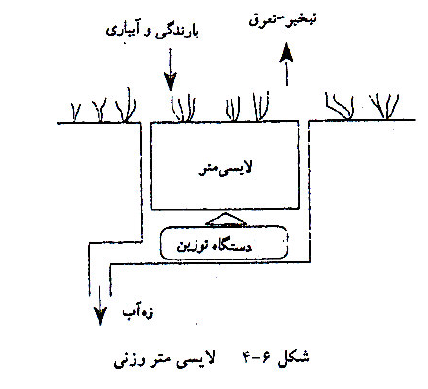 تبخیر-تعرق
بارندگی و آبیاری
لایسی‌متر
دستگاه توزین
زه‌آب
شکل ۶-۴ لایسی متر وزنی